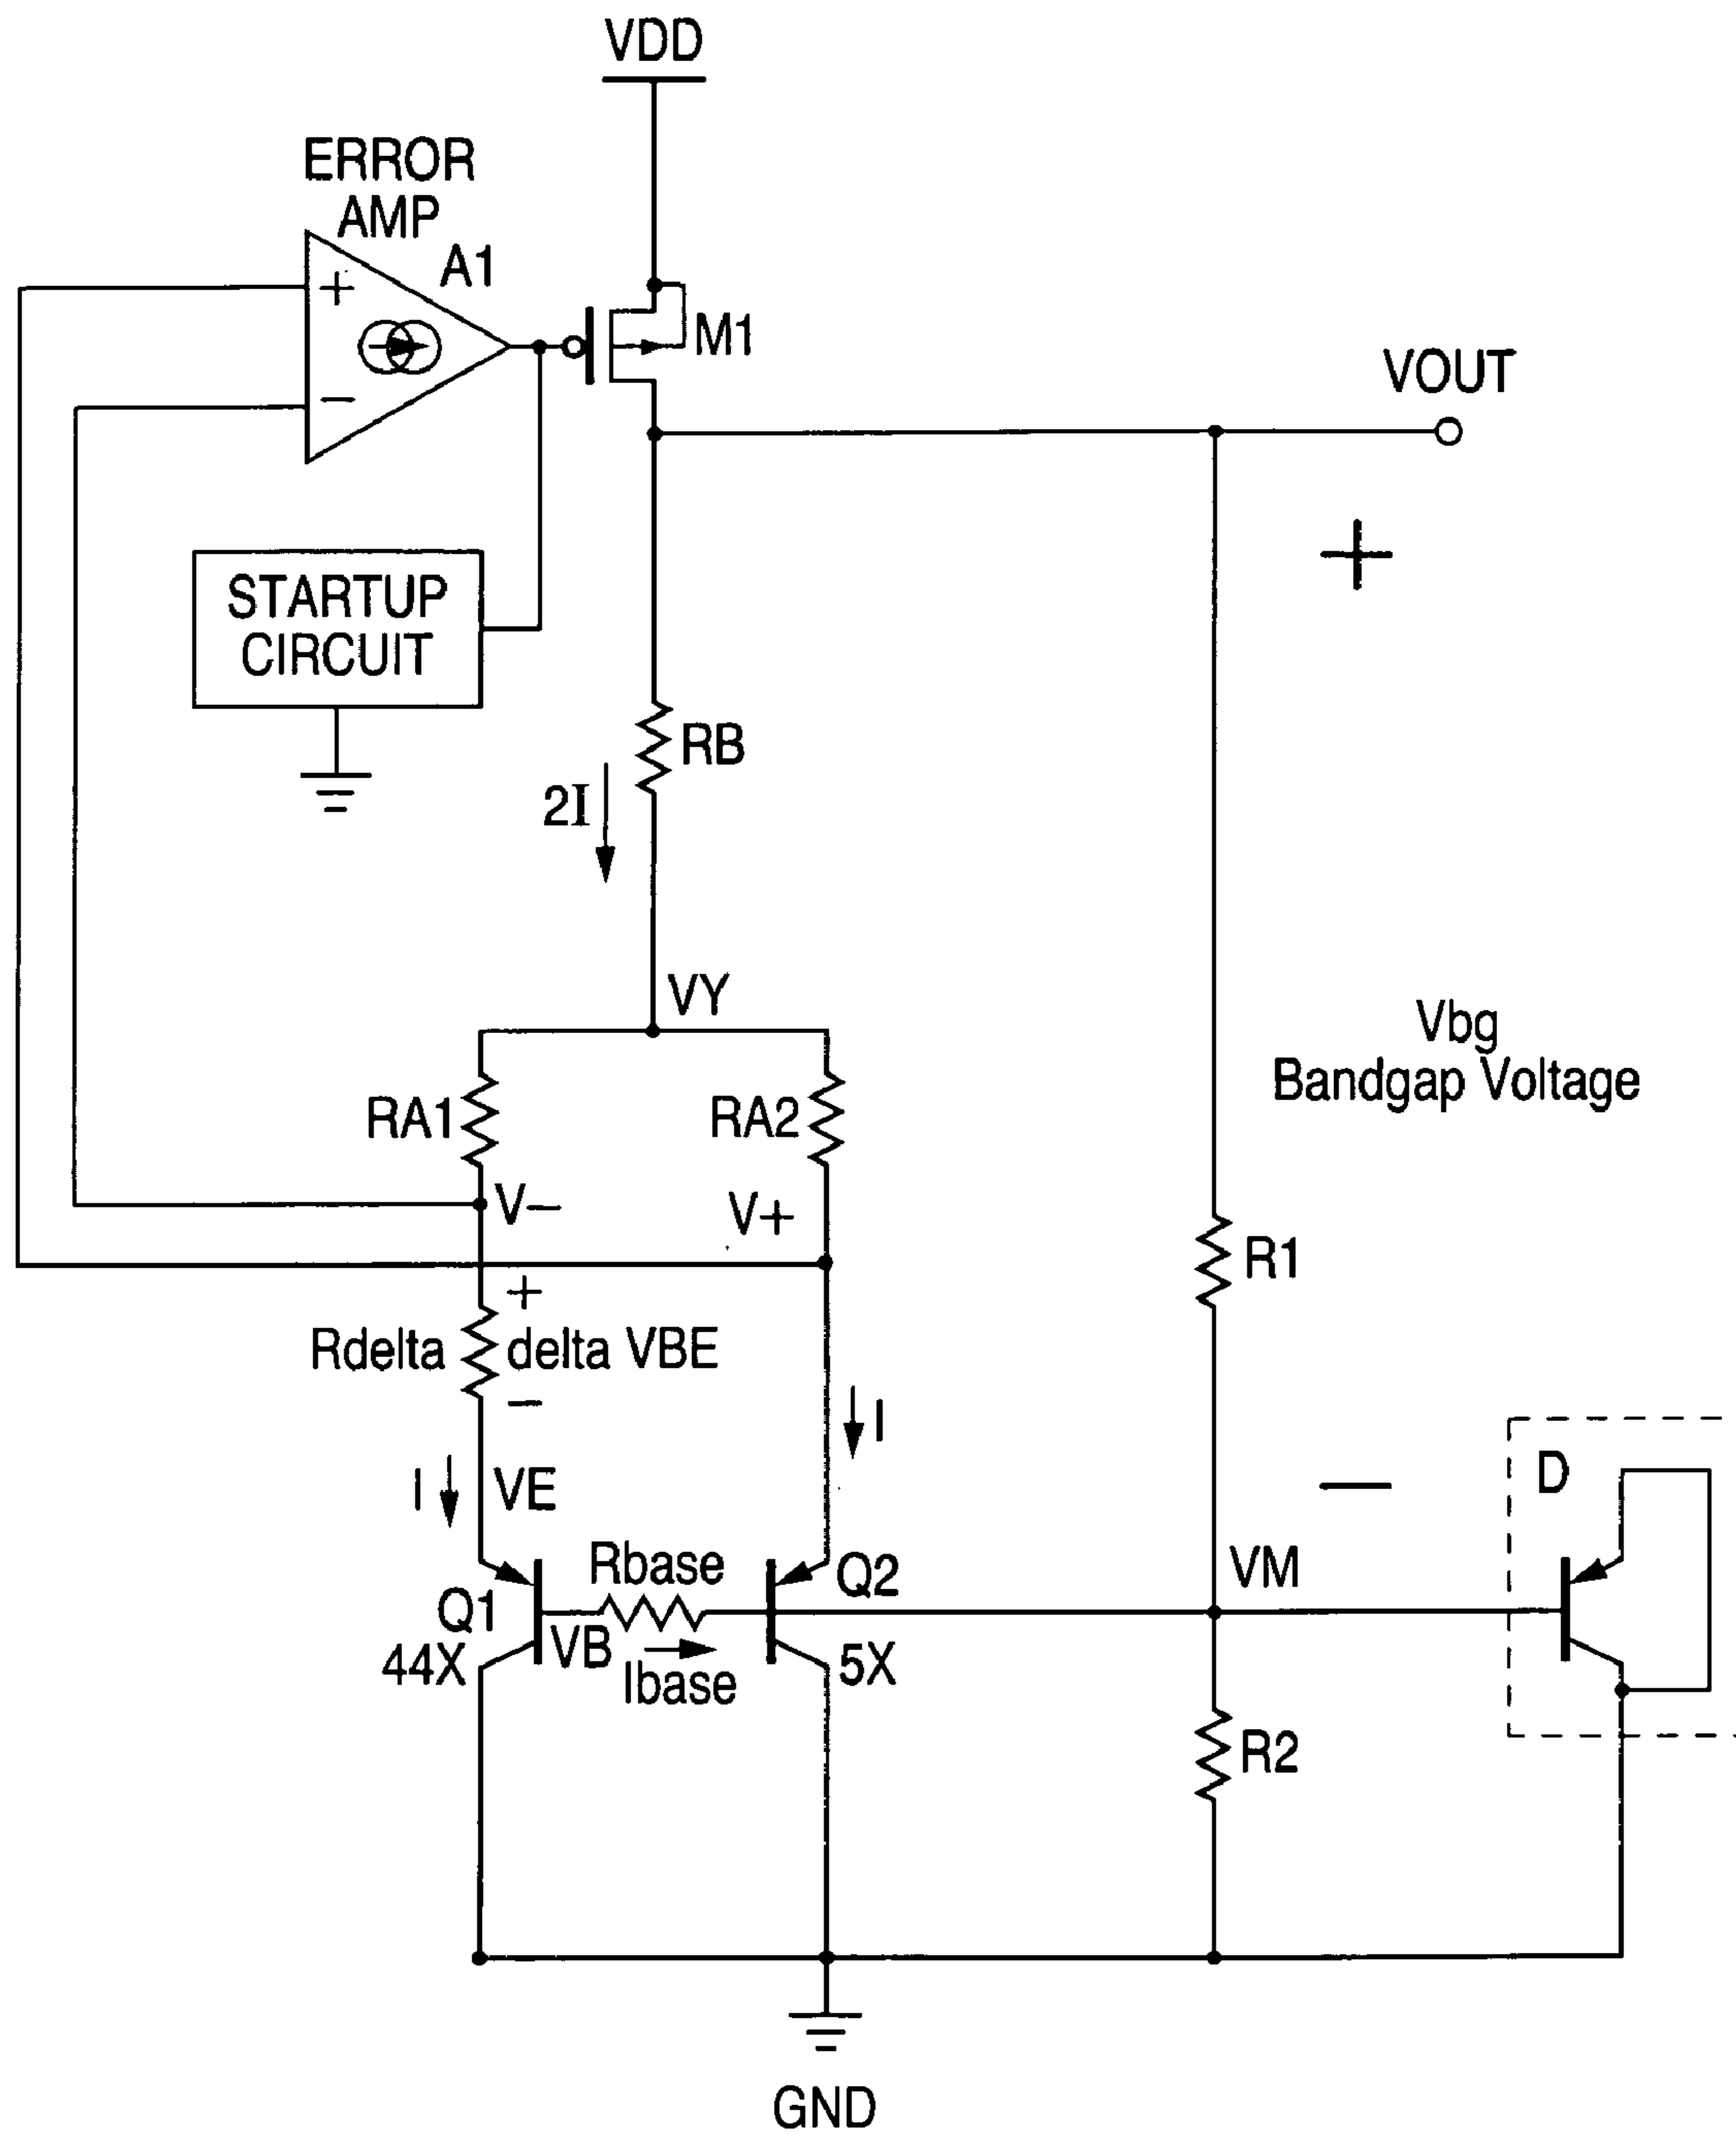 VDD
ERROR
AMP
A1
+
−
M1
VOUT
+
STARTUP
CIRCUIT
RB
2I
VY
Vbg
Bandgap Voltage
RA1
RA2
V−
V+
R1
+
Rdelta
delta VBE
−
I
I
VE
−
D
Rbase
Q2
VM
Q1
VB
44X
Ibase
5X
R2
GND